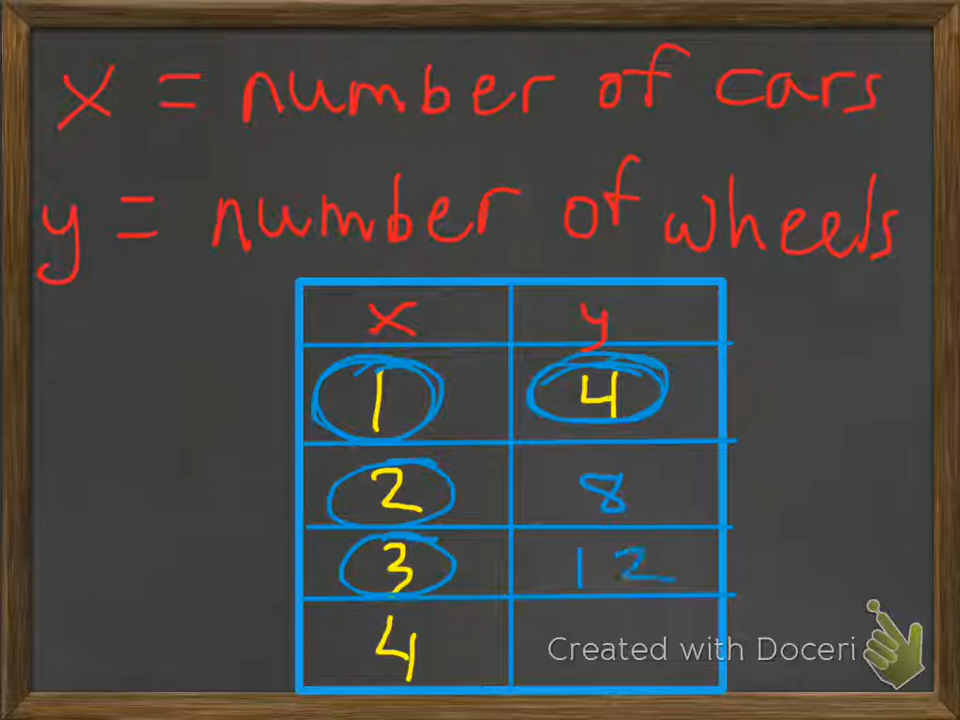 x = number of cars
y = number of wheels
x y
1 4
2 8
3 12
4
Created with Doceri